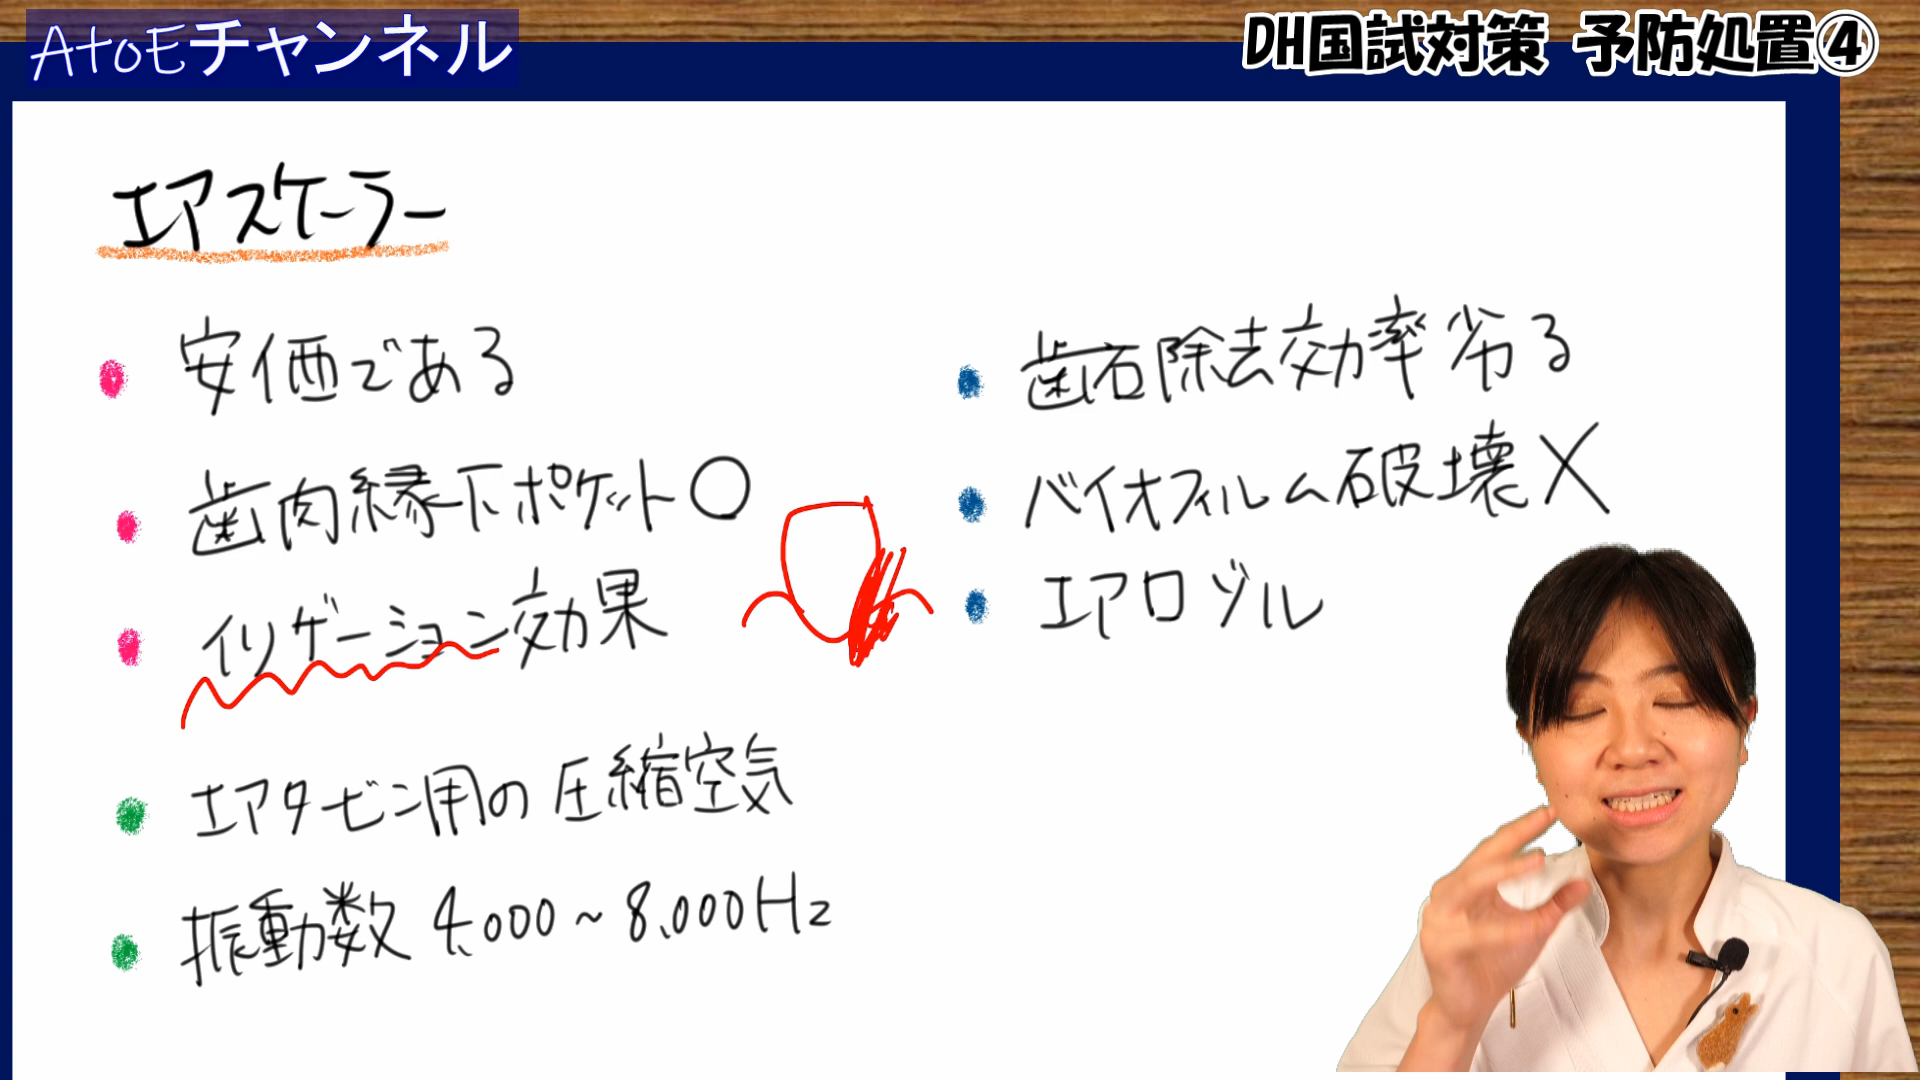 AtoEチャンネル
DH国試対策 予防処置④
エアスケーラー
安価である
歯肉縁下ポケット〇
イリゲーション効果
エアタービン用の圧縮空気
振動数 4,000~8,000Hz
歯石除去効率劣る
バイオフィルム破壊✕
エアロゾル